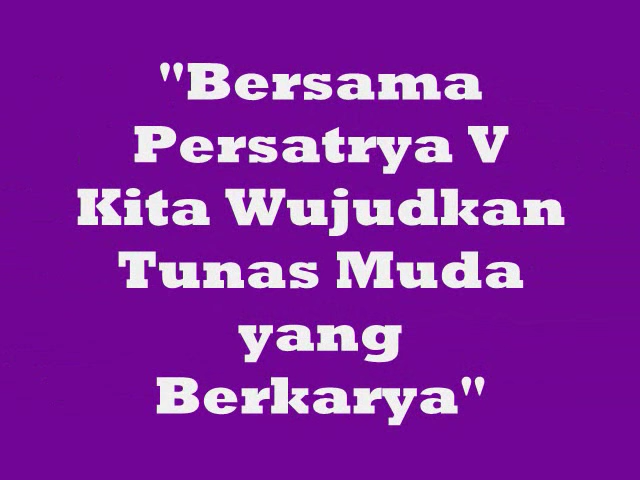 "Bersama
Persatrya V
Kita Wujudkan
Tunas Muda
yang
Berkarya"